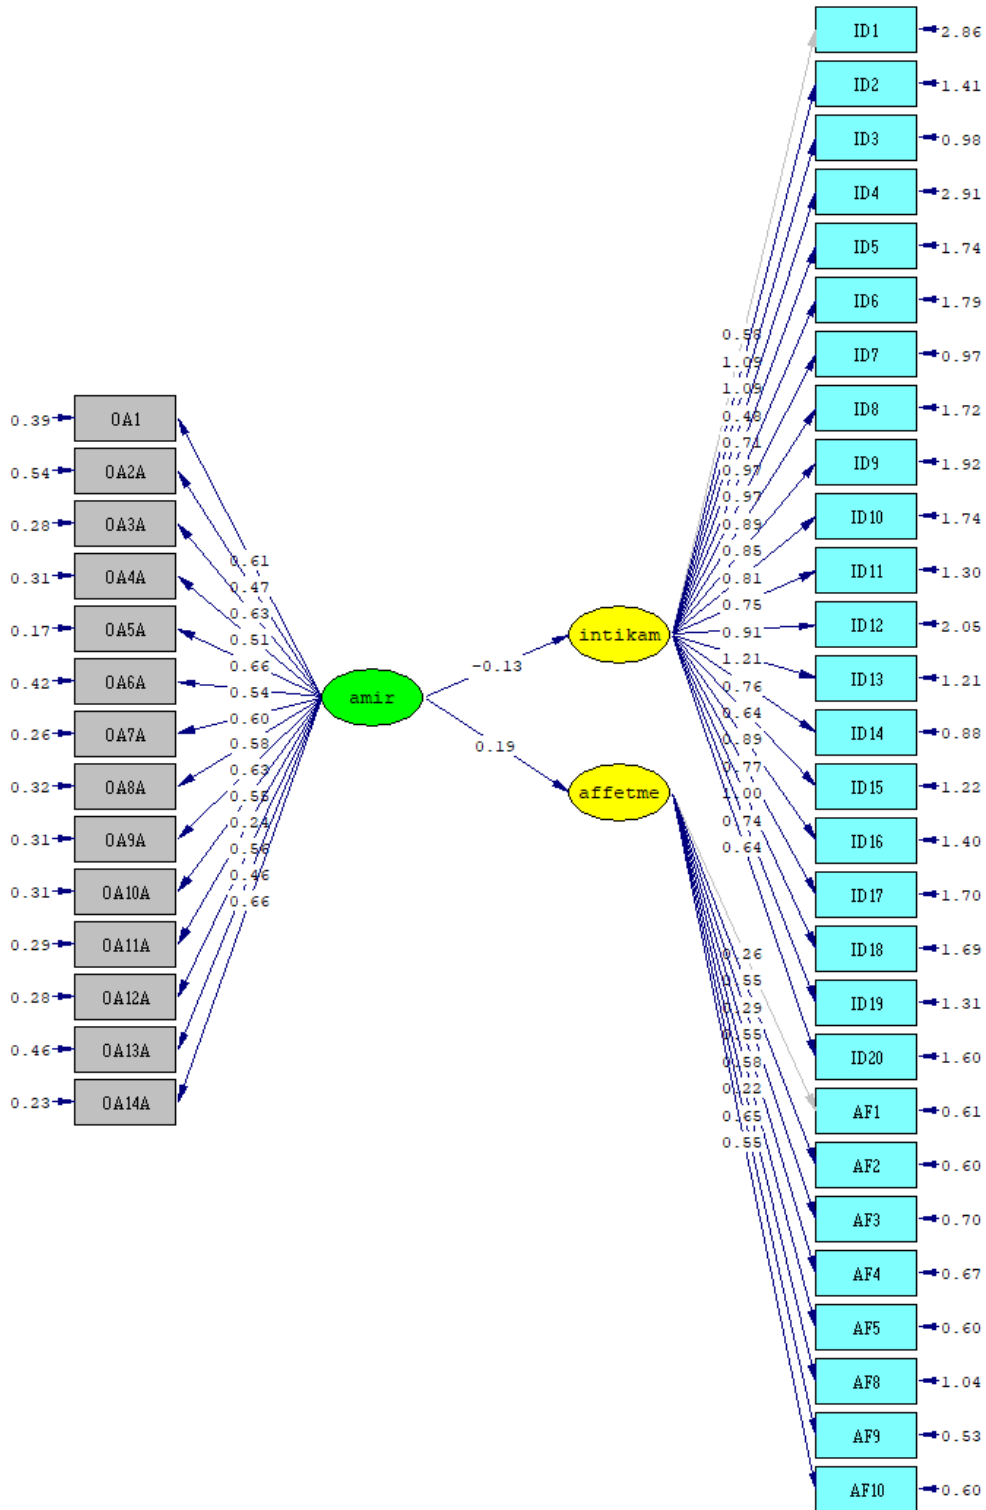 ID1 2.86
ID2 1.41
ID3 0.98
ID4 2.91
ID5 1.74
ID6 1.79
ID7 0.97
ID8 1.72
ID9 1.92
ID10 1.74
ID11 1.30
ID12 2.05
ID13 1.21
ID14 0.88
ID15 1.22
ID16 1.40
ID17 1.70
ID18 1.69
ID19 1.31
ID20 1.60
AF1 0.61
AF2 0.60
AF3 0.70
AF4 0.67
AF5 0.60
AF8 1.04
AF9 0.53
AF10 0.60
0.39 OA1
0.54 OA2A
0.28 OA3A
0.31 OA4A
0.17 OA5A
0.42 OA6A
0.26 OA7A
0.32 OA8A
0.31 OA9A
0.31 OA10A
0.29 OA11A
0.28 OA12A
0.46 OA13A
0.23 OA14A
0.61
0.47
0.63
0.51
0.66
0.54
0.60
0.58
0.63
0.55
0.24
0.56
0.46
0.66
amir
-0.13
0.19
intikam
affetme
0.58
1.09
1.09
0.48
0.71
0.97
0.97
0.89
0.85
0.81
0.75
0.91
1.21
0.76
0.64
0.89
0.77
1.00
0.74
0.64
0.26
0.55
0.29
0.55
0.58
0.22
0.65
0.55